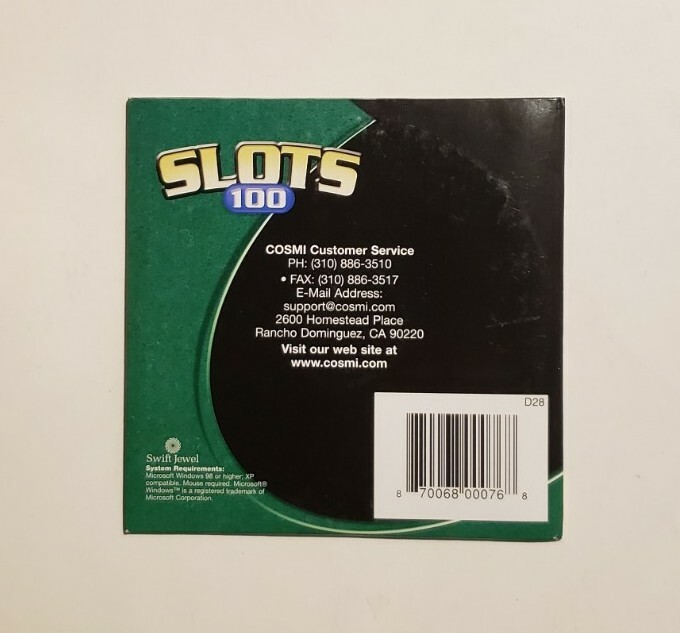 SLOTS
100
COSMI Customer Service
PH: (310) 886-3510
• FAX: (310) 886-3517
E-Mail Address:
support@cosmi.com
2600 Homestead Place
Rancho Dominguez, CA 90220
Visit our web site at
www.cosmi.com
D28
8 70068 00076 8
Swift Jewel
System Requirements:
Microsoft Windows 98 or higher; XP
compatible. Mouse required. Microsoft®
Windows™ is a registered trademark of
Microsoft Corporation.